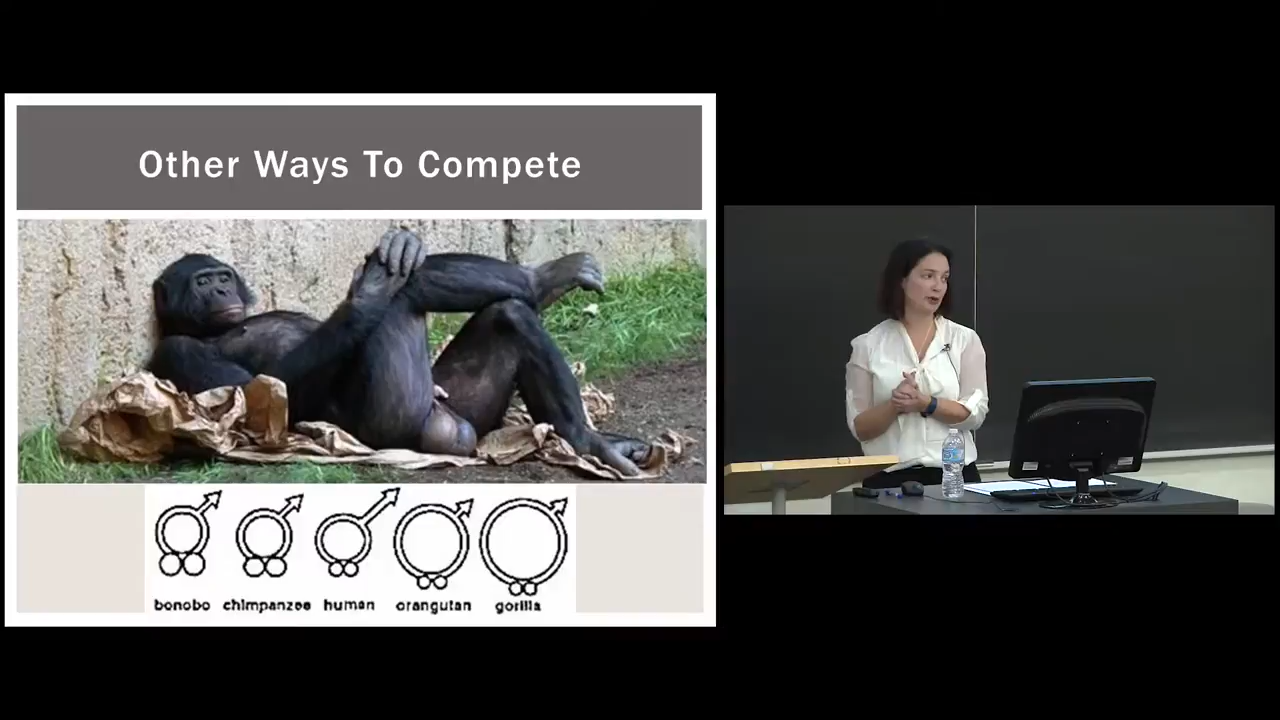 Other Ways To Compete
bonobo chimpanzee human orangutan gorilla